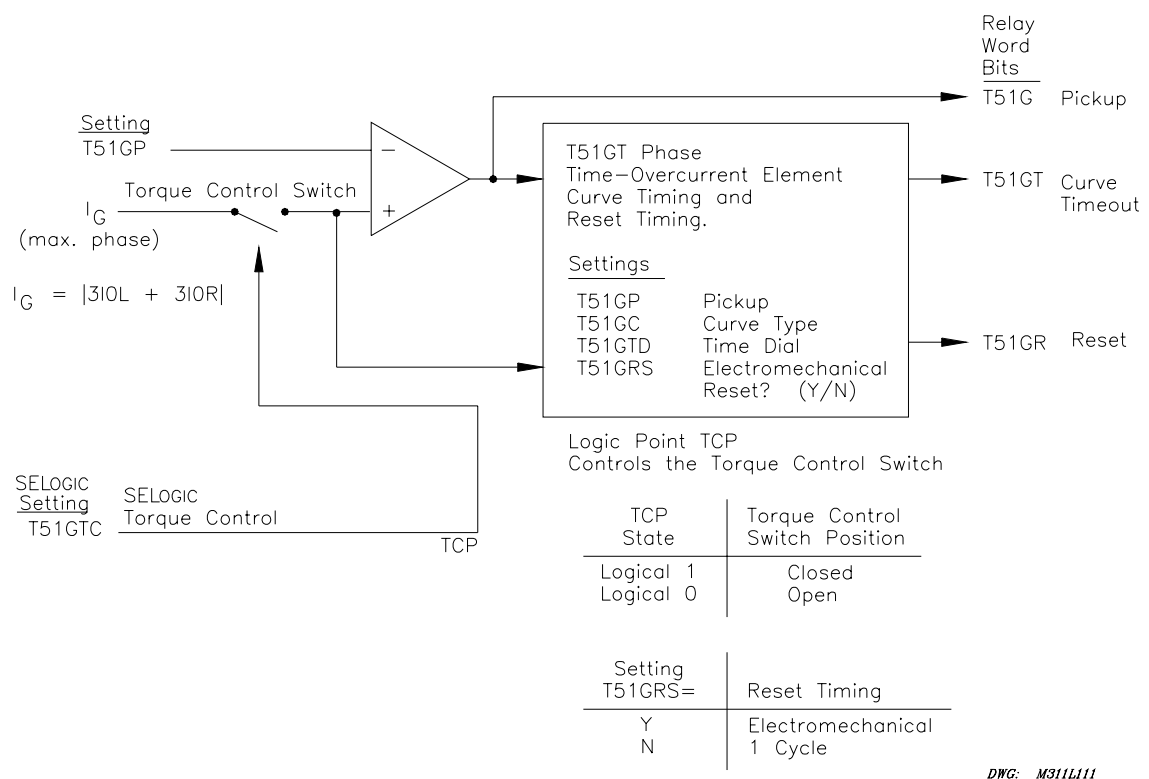 Relay
Word
Bits
T51G Pickup
Setting
T51GP
−
Torque Control Switch
IG
(max. phase)
+
IG = |3I0L + 3I0R|
T51GT Phase
Time-Overcurrent Element
Curve Timing and
Reset Timing.
Settings
T51GP Pickup
T51GC Curve Type
T51GTD Time Dial
T51GRS Electromechanical
Reset? (Y/N)
T51GT Curve
Timeout
T51GR Reset
Logic Point TCP
Controls the Torque Control Switch
SELOGIC
Setting
T51GTC
SELOGIC
Torque Control
TCP
TCP Torque Control
State Switch Position
Logical 1 Closed
Logical 0 Open
Setting
T51GRS= Reset Timing
Y Electromechanical
N 1 Cycle
DWG: M311L111